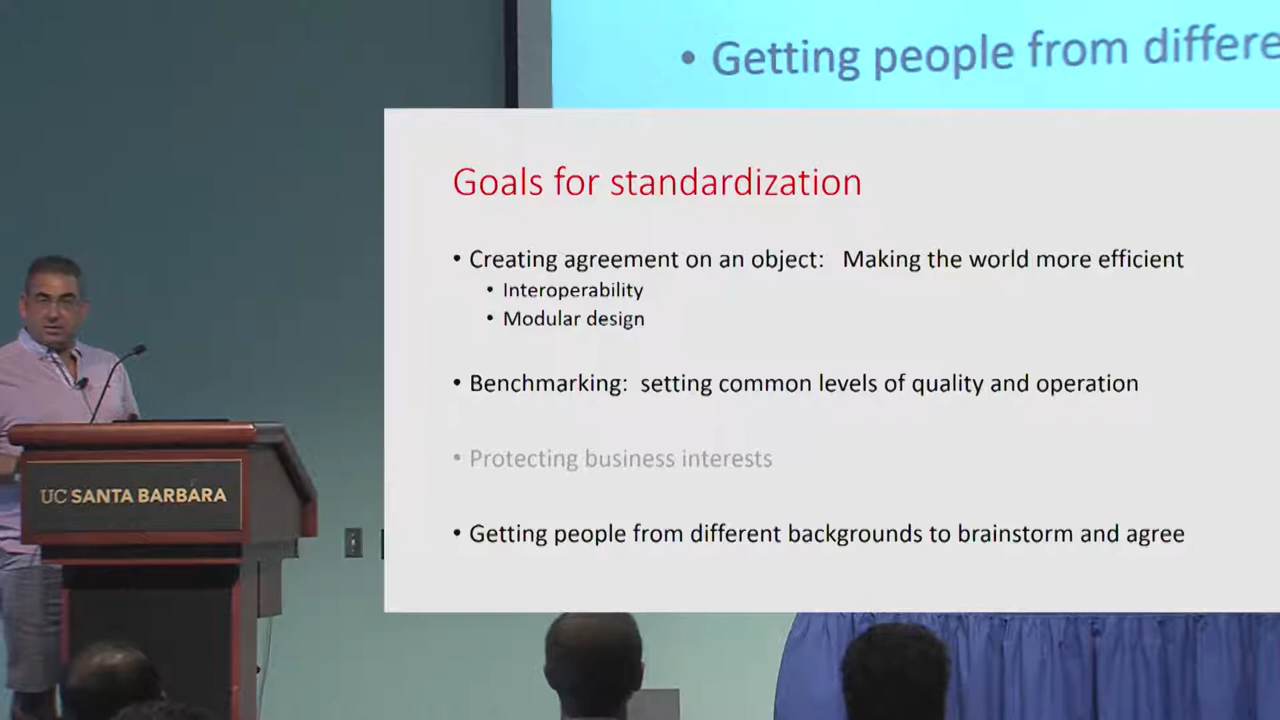 • Getting people from differe
Goals for standardization
• Creating agreement on an object:   Making the world more efficient
• Interoperability
• Modular design
• Benchmarking:  setting common levels of quality and operation
• Protecting business interests
• Getting people from different backgrounds to brainstorm and agree
UC SANTA BARBARA